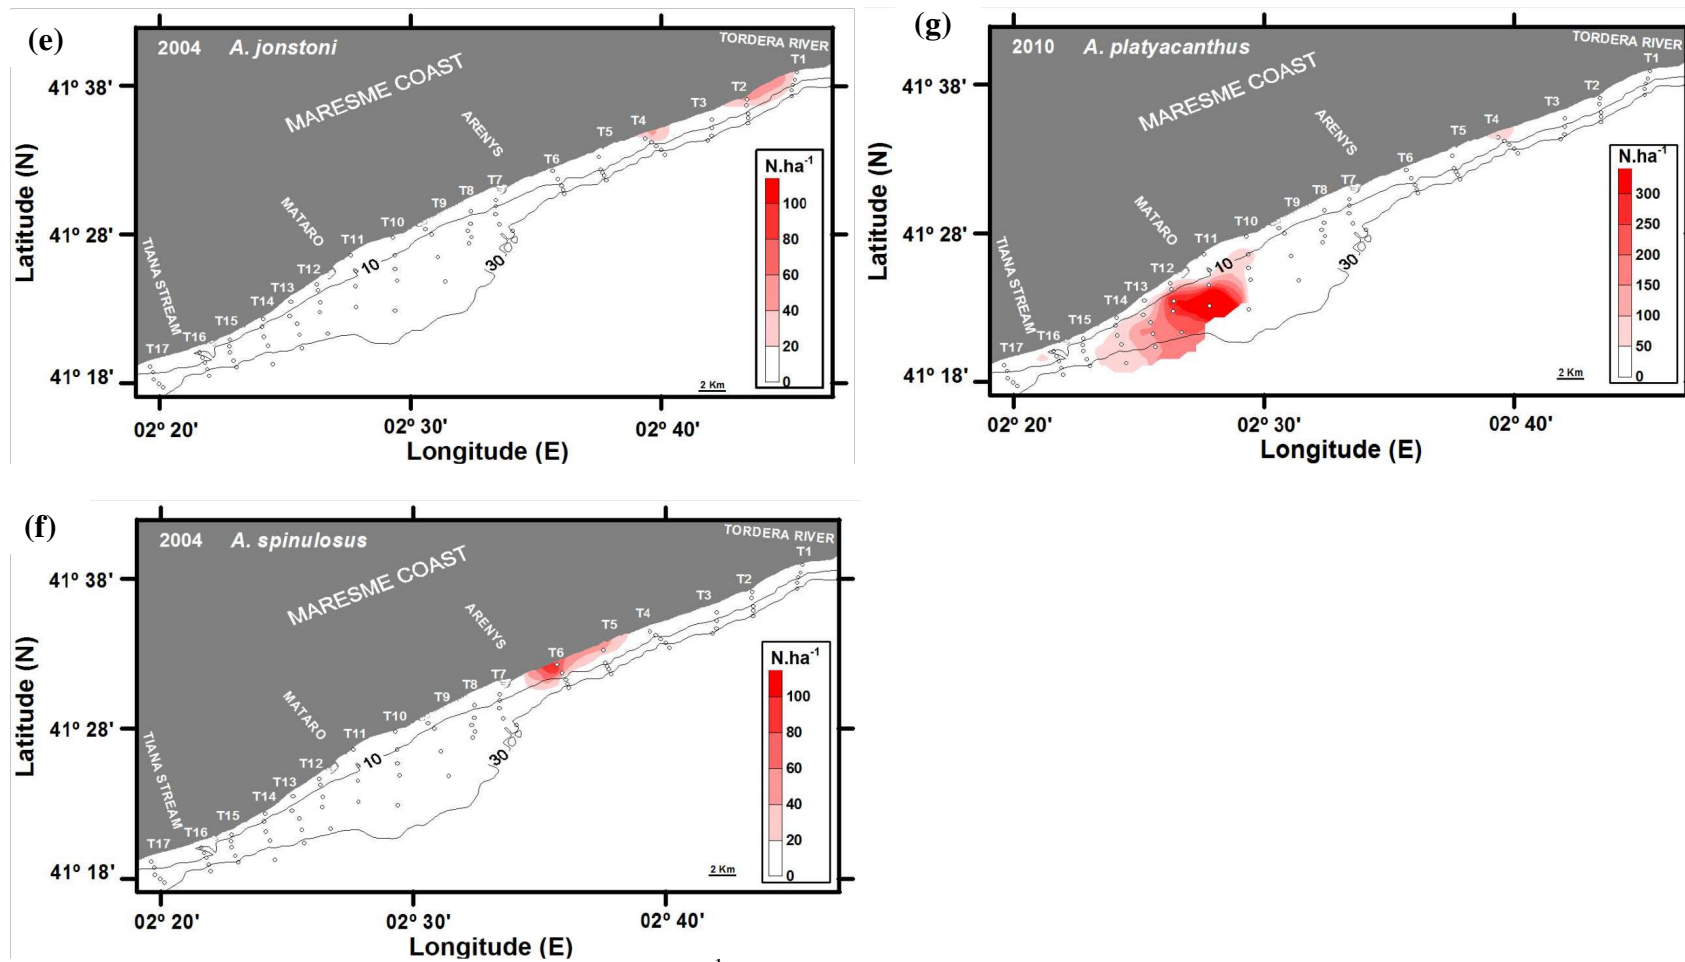 (e)
2004 A. jonstoni
TORDERA RIVER
MARESME COAST
ARENYS
MATARO
TIANA STREAM
T1
T2
T3
T4
T5
T6
T7
T8
T9
T10
T11
T12
T13
T14
T15
T16
T17
10
30
N.ha-1
100
80
60
40
20
0
2 Km
41º 38'
41º 28'
41º 18'
Latitude (N)
02º 20' 02º 30' 02º 40'
Longitude (E)
(g)
2010 A. platyacanthus
TORDERA RIVER
MARESME COAST
ARENYS
MATARO
TIANA STREAM
T1
T2
T3
T4
T5
T6
T7
T8
T9
T10
T11
T12
T13
T14
T15
T16
T17
10
30
N.ha-1
300
250
200
150
100
50
0
2 Km
41º 38'
41º 28'
41º 18'
Latitude (N)
02º 20' 02º 30' 02º 40'
Longitude (E)
(f)
2004 A. spinulosus
TORDERA RIVER
MARESME COAST
ARENYS
MATARO
TIANA STREAM
T1
T2
T3
T4
T5
T6
T7
T8
T9
T10
T11
T12
T13
T14
T15
T16
T17
10
30
N.ha-1
100
80
60
40
20
0
2 Km
41º 38'
41º 28'
41º 18'
Latitude (N)
02º 20' 02º 30' 02º 40'
Longitude (E)
1